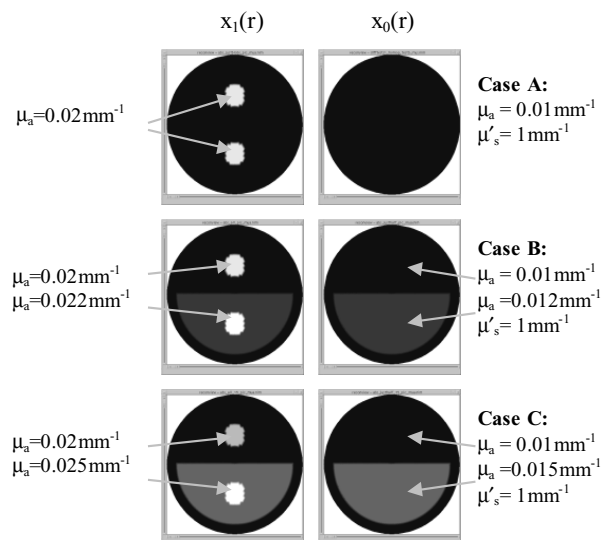 x₁(r) x₀(r)
μₐ=0.02mm⁻¹
Case A:
μₐ = 0.01mm⁻¹
μ′ₛ = 1mm⁻¹
μₐ=0.02mm⁻¹
μₐ=0.022mm⁻¹
Case B:
μₐ = 0.01mm⁻¹
μₐ = 0.012mm⁻¹
μ′ₛ = 1mm⁻¹
μₐ=0.02mm⁻¹
μₐ=0.025mm⁻¹
Case C:
μₐ = 0.01mm⁻¹
μₐ = 0.015mm⁻¹
μ′ₛ = 1mm⁻¹